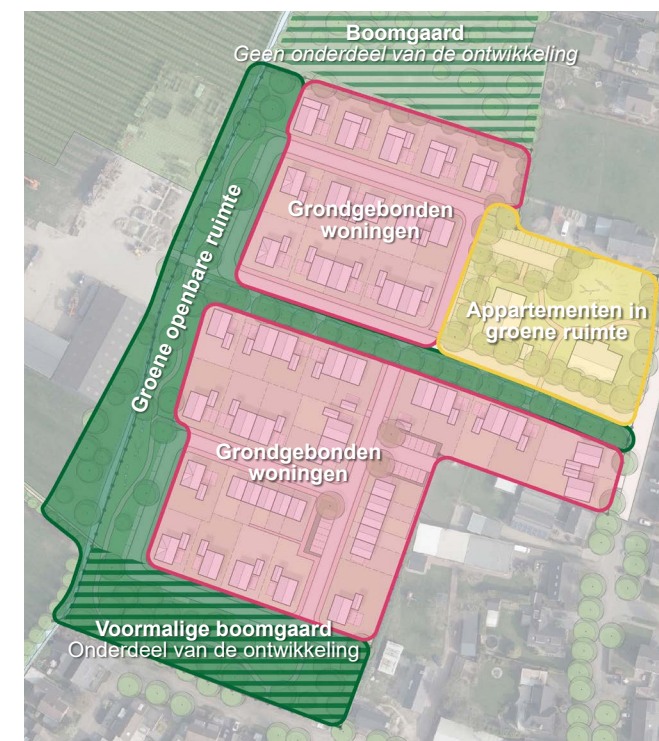 Boomgaard
Geen onderdeel van de ontwikkeling
Groene openbare ruimte
Grondgebonden
woningen
Appartementen in
groene ruimte
Grondgebonden
woningen
Voormalige boomgaard
Onderdeel van de ontwikkeling